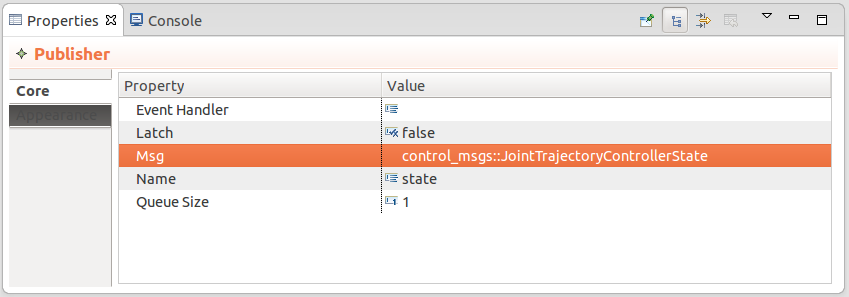 Properties Console
Publisher
Core
Appearance
Property Value
Event Handler
Latch false
Msg control_msgs::JointTrajectoryControllerState
Name state
Queue Size 1